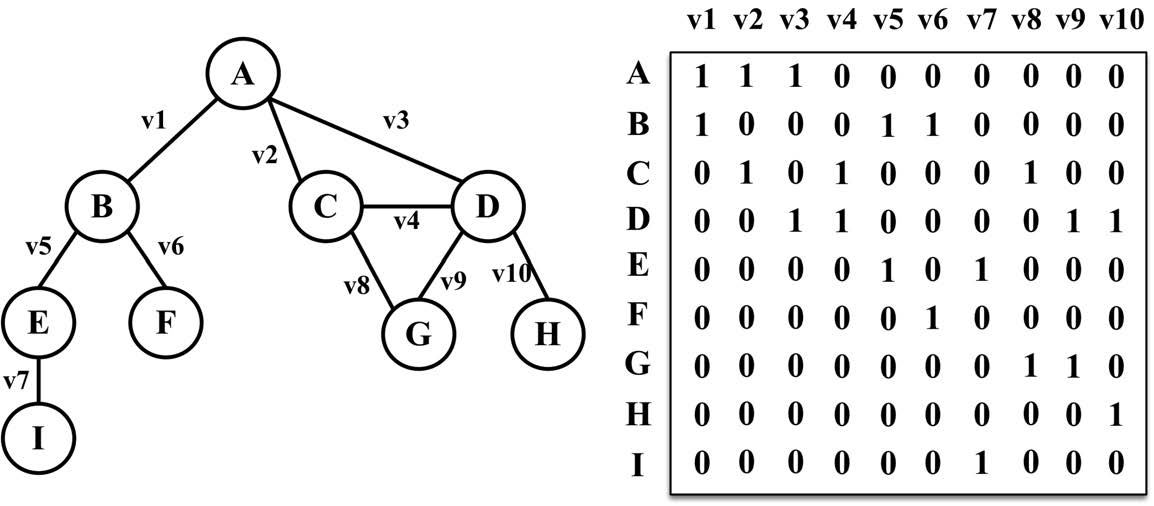 A
v1
v2
v3
B
C
D
v4
v5
v6
v8
v9
v10
E
F
G
H
v7
I
v1 v2 v3 v4 v5 v6 v7 v8 v9 v10
A 1 1 1 0 0 0 0 0 0 0
B 1 0 0 0 1 1 0 0 0 0
C 0 1 0 1 0 0 0 1 0 0
D 0 0 1 1 0 0 0 0 1 1
E 0 0 0 0 1 0 1 0 0 0
F 0 0 0 0 0 1 0 0 0 0
G 0 0 0 0 0 0 0 1 1 0
H 0 0 0 0 0 0 0 0 0 1
I 0 0 0 0 0 0 1 0 0 0